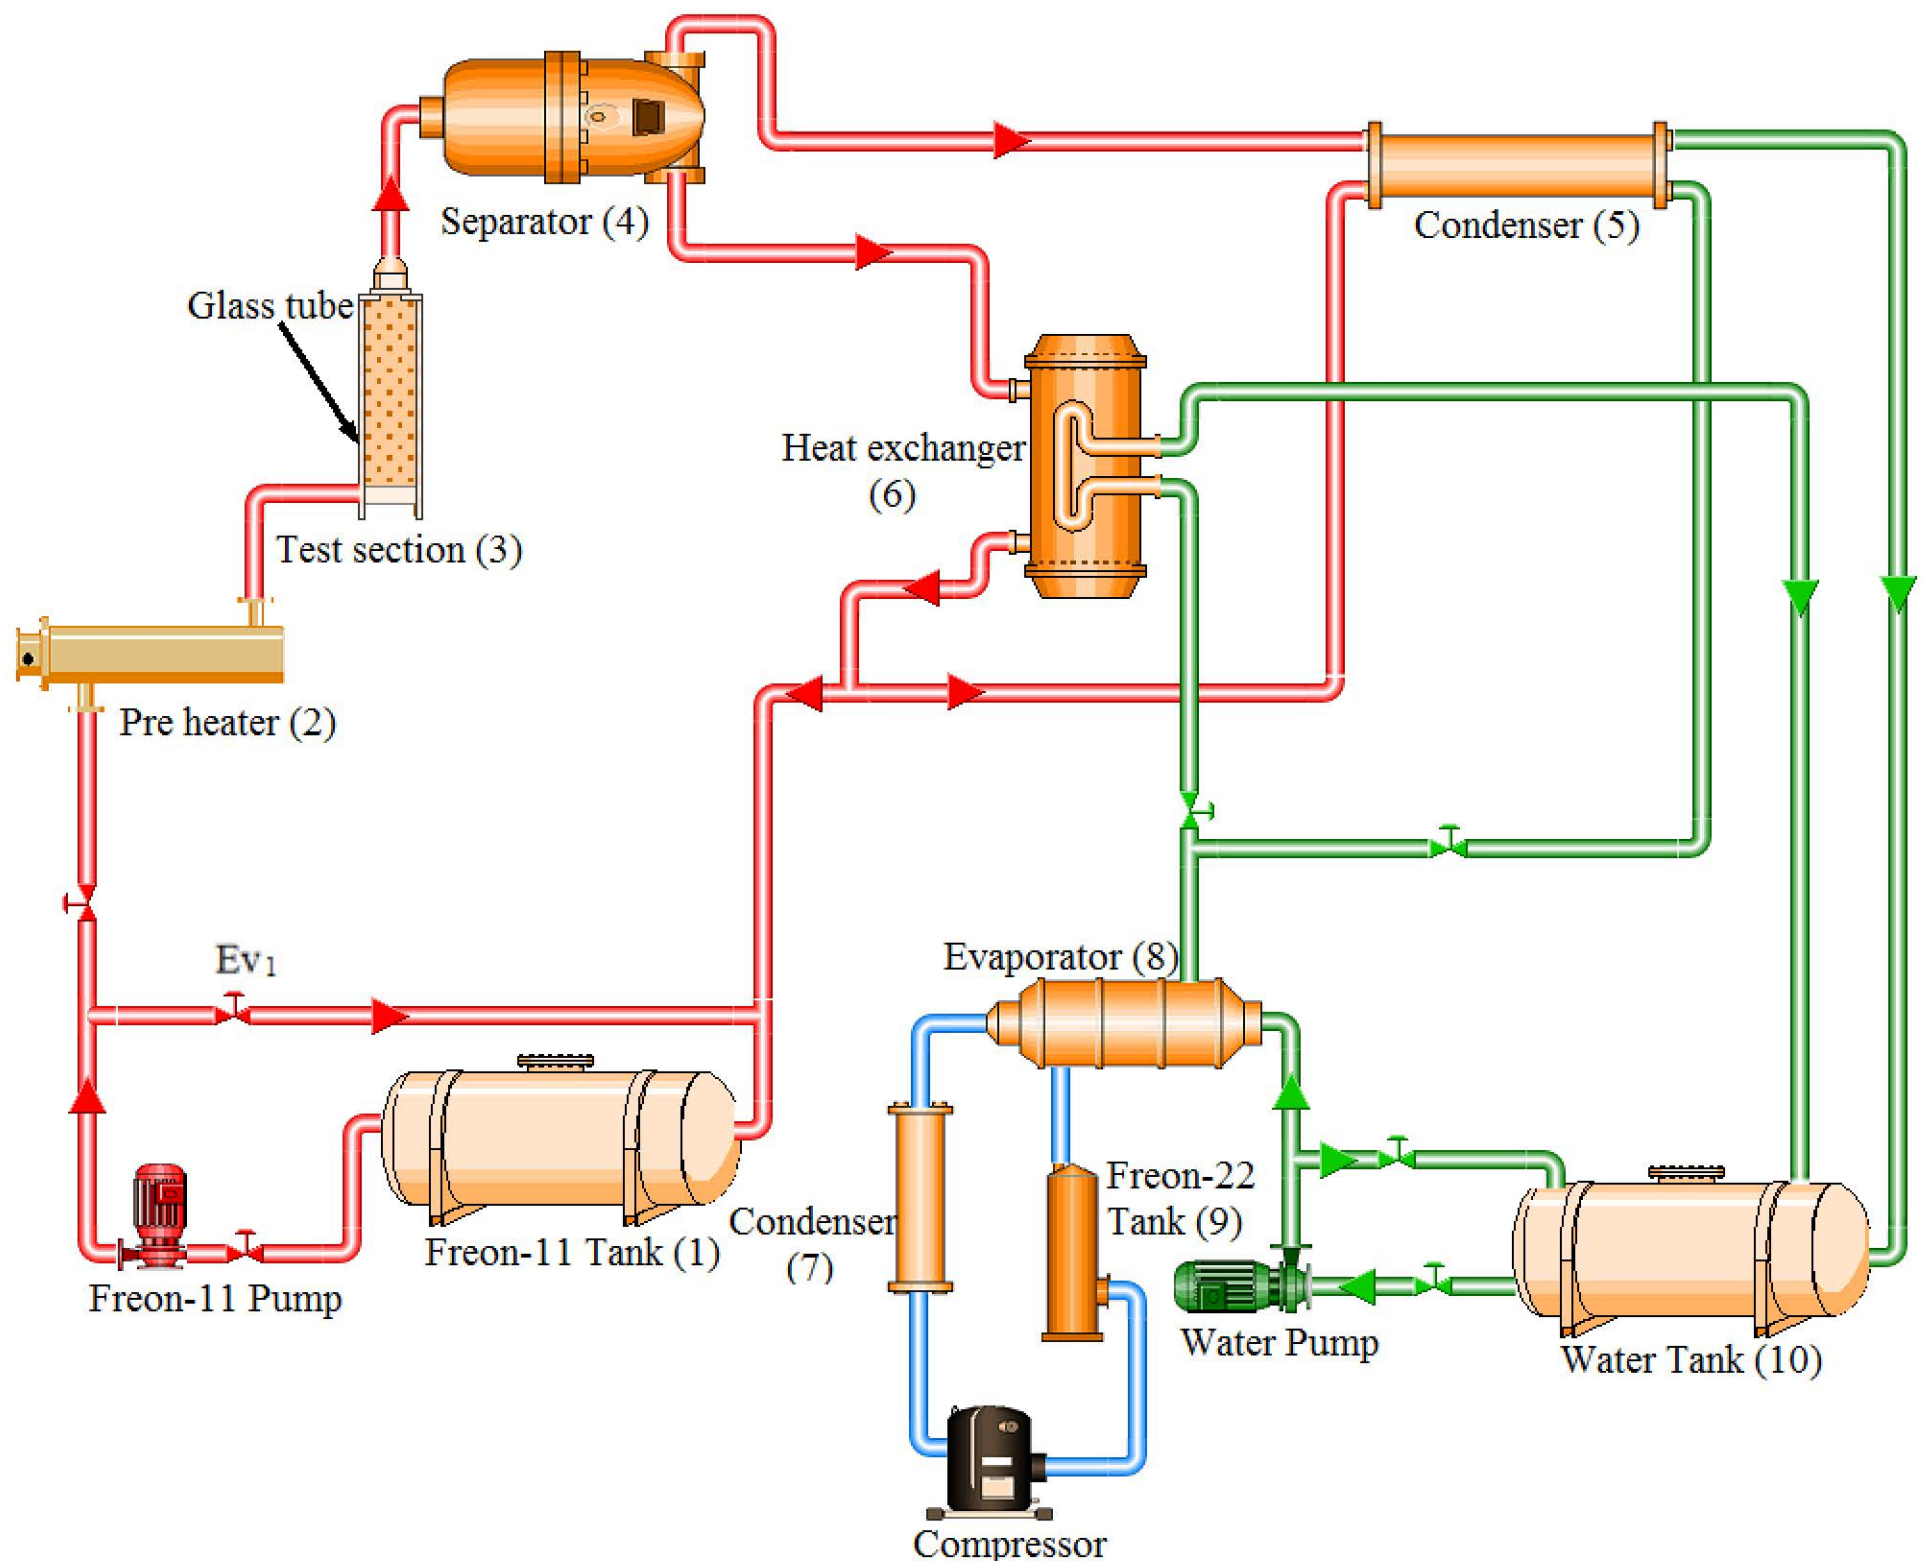 Separator (4)
Condenser (5)
Glass tube
Heat exchanger
(6)
Test section (3)
Pre heater (2)
Ev₁
Evaporator (8)
Freon-22
Tank (9)
Condenser
(7)
Freon-11 Tank (1)
Freon-11 Pump
Water Pump
Water Tank (10)
Compressor